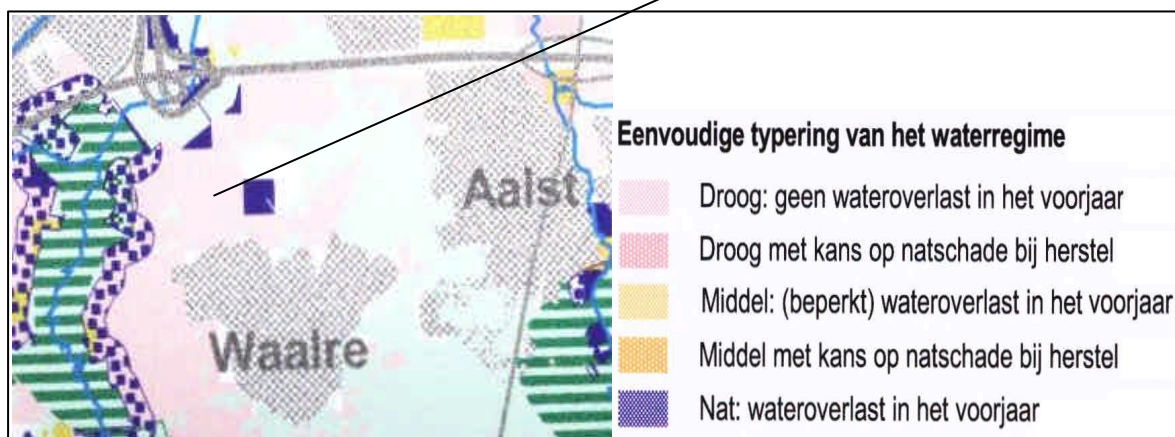 Aalst
Waalre
Eenvoudige typering van het waterregime
Droog: geen wateroverlast in het voorjaar
Droog met kans op natschade bij herstel
Middel: (beperkt) wateroverlast in het voorjaar
Middel met kans op natschade bij herstel
Nat: wateroverlast in het voorjaar